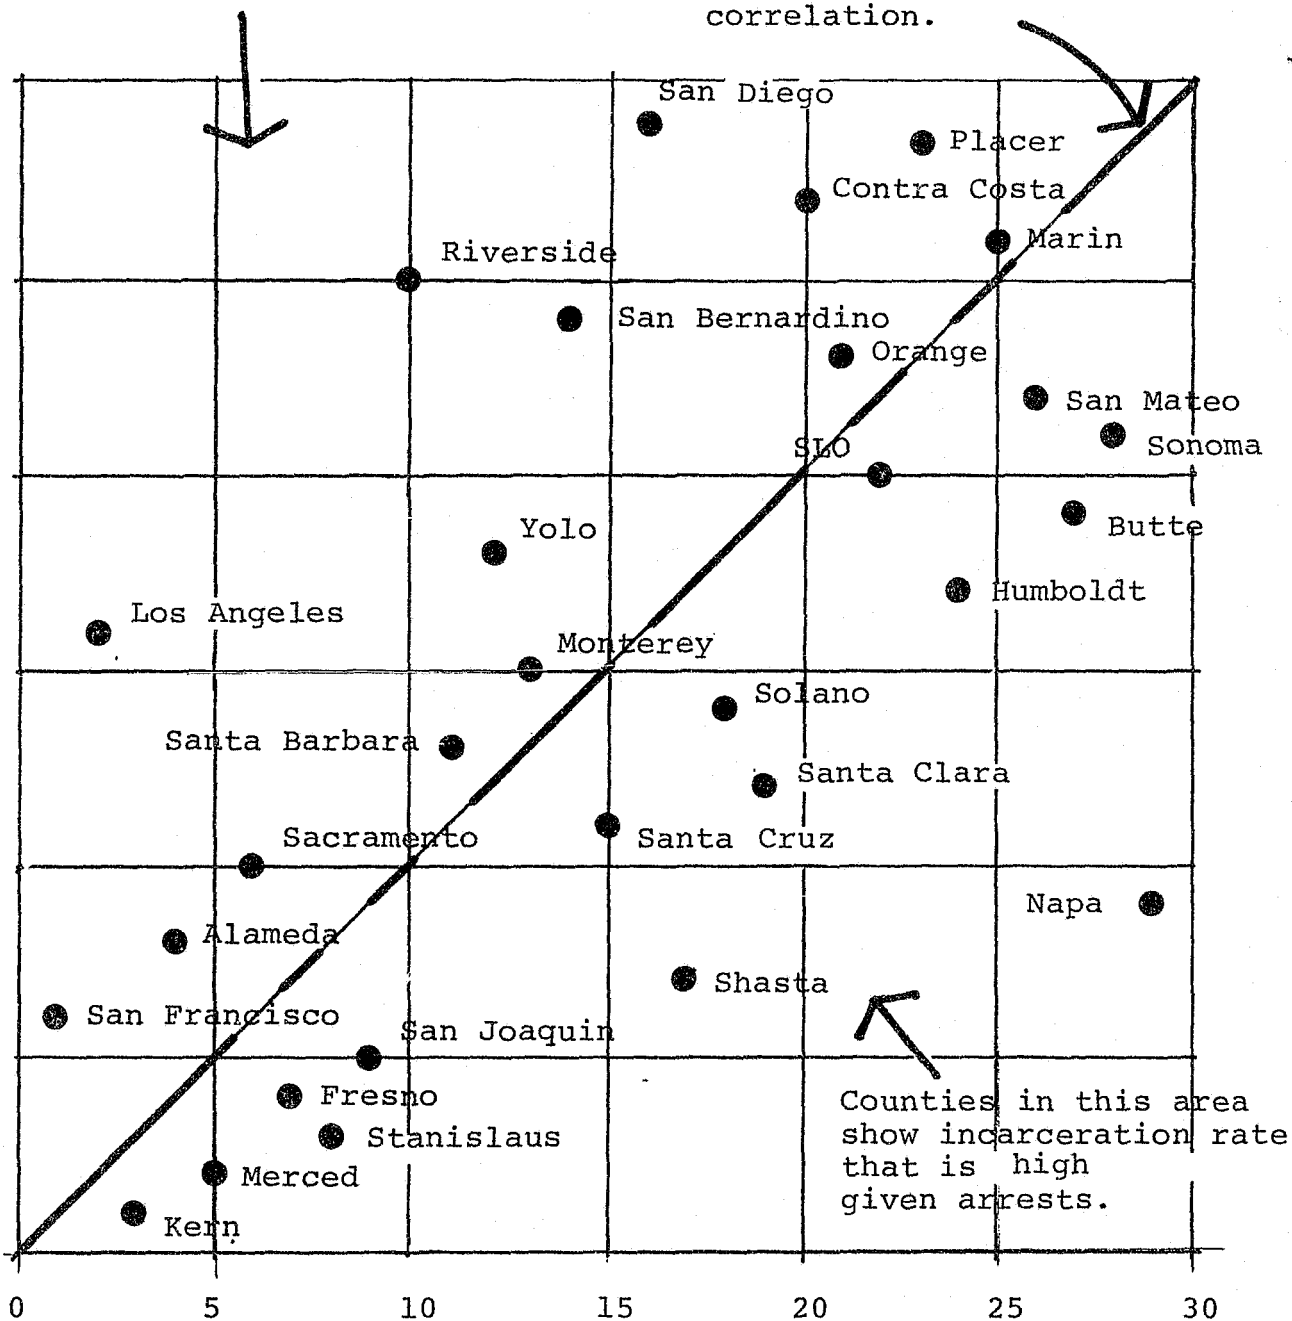 correlation.
San Diego
Placer
Contra Costa
Marin
Riverside
San Bernardino
Orange
San Mateo
Sonoma
SLO
Butte
Yolo
Humboldt
Los Angeles
Monterey
Solano
Santa Barbara
Santa Clara
Sacramento
Santa Cruz
Napa
Alameda
Shasta
San Francisco
San Joaquin
Fresno
Counties in this area
show incarceration rate
that is high
given arrests.
Stanislaus
Merced
Kern
0 5 10 15 20 25 30